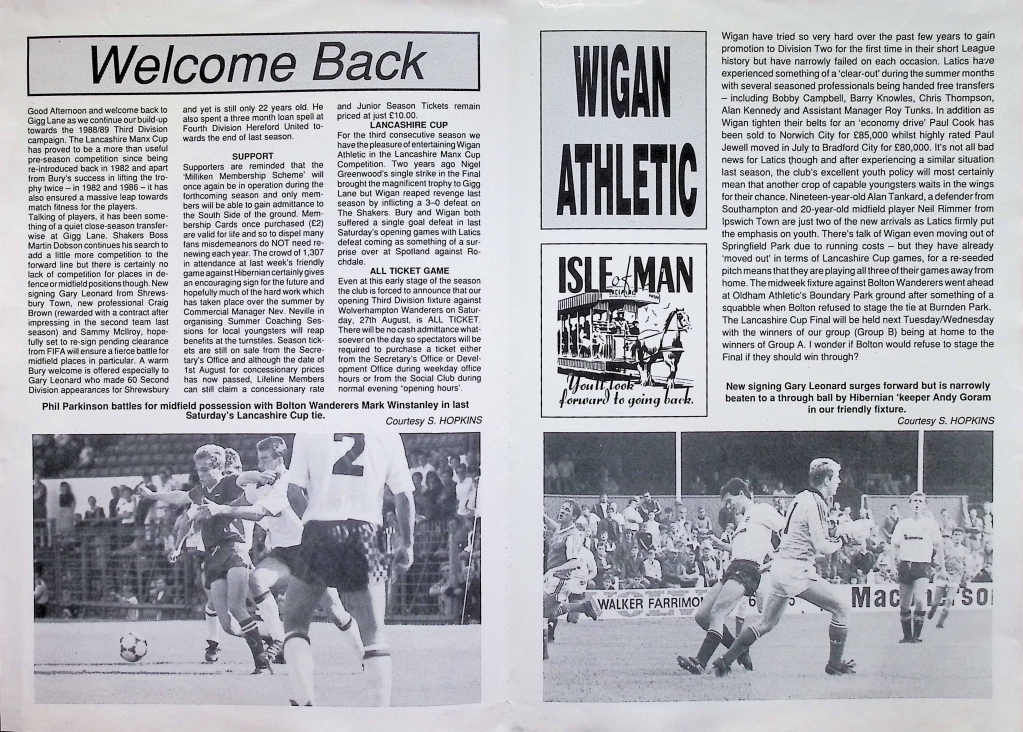 Welcome Back
Good Afternoon and welcome back to
Gigg Lane as we continue our build-up
towards the 1988/89 Third Division
campaign. The Lancashire Manx Cup
has proved to be a more than useful
pre-season competition since being
re-introduced back in 1982 and apart
from Bury's success in lifting the tro-
phy twice – in 1982 and 1986 – it has
also ensured a massive leap towards
match fitness for the players.
Talking of players, it has been some-
thing of a quiet close-season transfer-
wise at Gigg Lane. Shakers Boss
Martin Dobson continues his search to
add a little more competition to the
forward line but there is certainly no
lack of competition for places in de-
fence or midfield positions though. New
signing Gary Leonard from Shrews-
bury Town, new professional Craig
Brown (rewarded with a contract after
impressing in the second team last
season) and Sammy McIlroy, hope-
fully set to re-sign pending clearance
from FIFA will ensure a fierce battle for
midfield places in particular. A warm
Bury welcome is offered especially to
Gary Leonard who made 60 Second
Division appearances for Shrewsbury
and yet is still only 22 years old. He
also spent a three month loan spell at
Fourth Division Hereford United to-
wards the end of last season.
SUPPORT
Supporters are reminded that the
'Milliken Membership Scheme' will
once again be in operation during the
forthcoming season and only mem-
bers will be able to gain admittance to
the South Side of the ground. Mem-
bership Cards once purchased (£2)
are valid for life and so to dispel many
fans misdemeanors do NOT need re-
newing each year. The crowd of 1,307
in attendance at last week's friendly
game against Hibernian certainly gives
an encouraging sign for the future and
hopefully much of the hard work which
has taken place over the summer by
Commercial Manager Nev. Neville in
organising Summer Coaching Ses-
sions for local youngsters will reap
benefits at the turnstiles. Season tick-
ets are still on sale from the Secre-
tary's Office and although the date of
1st August for concessionary prices
has now passed, Lifeline Members
can still claim a concessionary rate
and Junior Season Tickets remain
priced at just £10.00.
LANCASHIRE CUP
For the third consecutive season we
have the pleasure of entertaining Wigan
Athletic in the Lancashire Manx Cup
Competition. Two years ago Nigel
Greenwood's single strike in the Final
brought the magnificent trophy to Gigg
Lane but Wigan reaped revenge last
season by inflicting a 3–0 defeat on
The Shakers. Bury and Wigan both
suffered a single goal defeat in last
Saturday's opening games with Latics
defeat coming as something of a sur-
prise over at Spotland against Ro-
chdale.
ALL TICKET GAME
Even at this early stage of the season
the club is forced to announce that our
opening Third Division fixture against
Wolverhampton Wanderers on Satur-
day, 27th August, is ALL TICKET.
There will be no cash admittance what-
soever on the day so spectators will be
required to purchase a ticket either
from the Secretary's Office or Devel-
opment Office during weekday office
hours or from the Social Club during
normal evening "opening hours'.
Phil Parkinson battles for midfield possession with Bolton Wanderers Mark Winstanley in last
Saturday's Lancashire Cup tie.
Courtesy S. HOPKINS
2
WIGAN
ATHLETIC
ISLE of MAN
You'll look
forward to going back.
Wigan have tried so very hard over the past few years to gain
promotion to Division Two for the first time in their short League
history but have narrowly failed on each occasion. Latics have
experienced something of a 'clear-out' during the summer months
with several seasoned professionals being handed free transfers
– including Bobby Campbell, Barry Knowles, Chris Thompson,
Alan Kennedy and Assistant Manager Roy Tunks. In addition as
Wigan tighten their belts for an 'economy drive' Paul Cook has
been sold to Norwich City for £85,000 whilst highly rated Paul
Jewell moved in July to Bradford City for £80,000. It's not all bad
news for Latics though and after experiencing a similar situation
last season, the club's excellent youth policy will most certainly
mean that another crop of capable youngsters waits in the wings
for their chance. Nineteen-year-old Alan Tankard, a defender from
Southampton and 20-year-old midfield player Neil Rimmer from
Ipswich Town are just two of the new arrivals as Latics firmly put
the emphasis on youth. There's talk of Wigan even moving out of
Springfield Park due to running costs – but they have already
'moved out' in terms of Lancashire Cup games, for a re-seeded
pitch means that they are playing all three of their games away from
home. The midweek fixture against Bolton Wanderers went ahead
at Oldham Athletic's Boundary Park ground after something of a
squabble when Bolton refused to stage the tie at Burnden Park.
The Lancashire Cup Final will be held next Tuesday/Wednesday
with the winners of our group (Group B) being at home to the
winners of Group A. I wonder if Bolton would refuse to stage the
Final if they should win through?
New signing Gary Leonard surges forward but is narrowly
beaten to a through ball by Hibernian 'keeper Andy Goram
in our friendly fixture.
Courtesy S. HOPKINS
WALKER FARRIMO